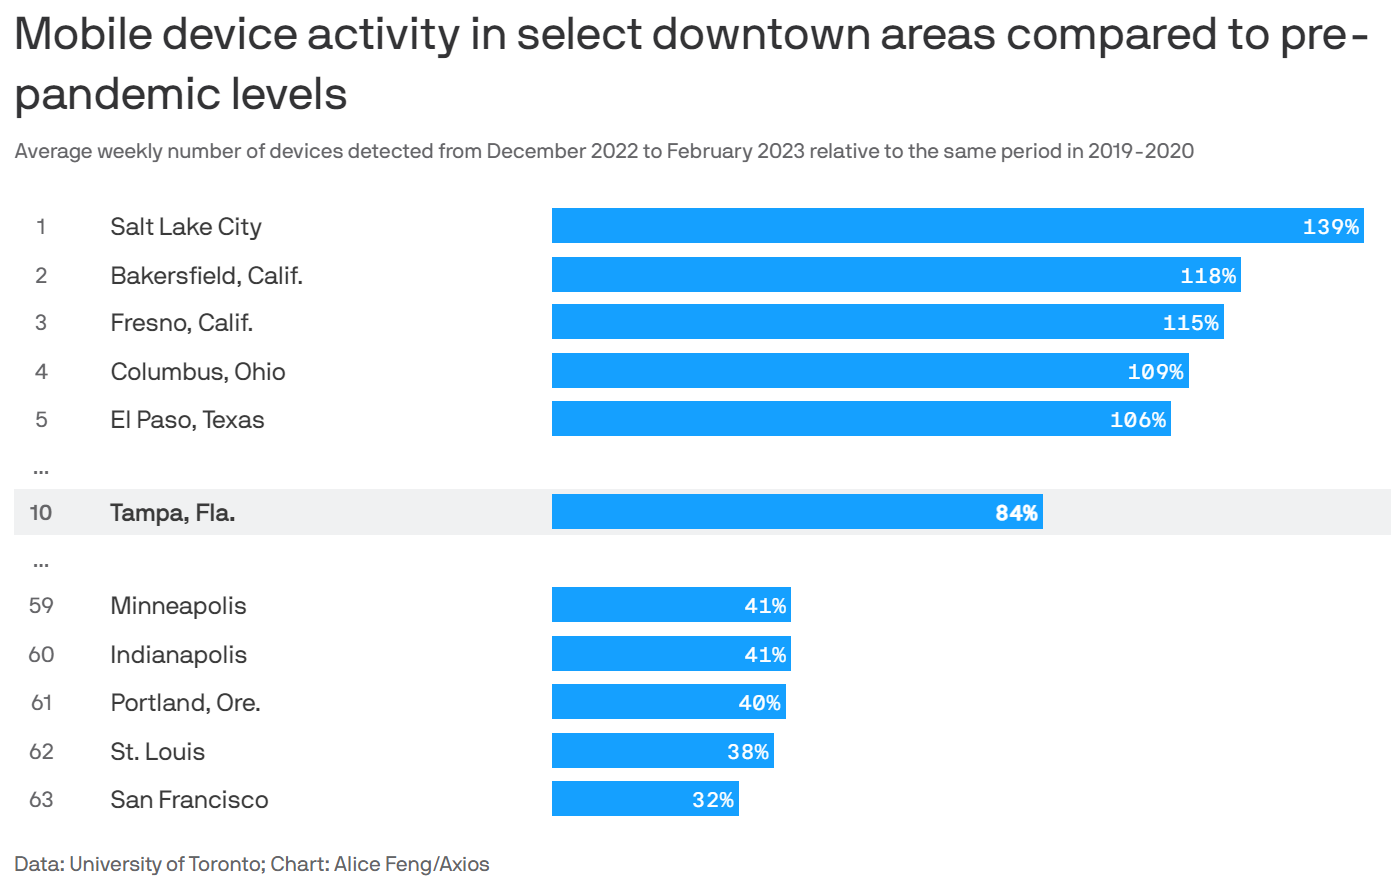 Mobile device activity in select downtown areas compared to pre-
pandemic levels
Average weekly number of devices detected from December 2022 to February 2023 relative to the same period in 2019-2020
1 Salt Lake City 139%
2 Bakersfield, Calif. 118%
3 Fresno, Calif. 115%
4 Columbus, Ohio 109%
5 El Paso, Texas 106%
...
10 Tampa, Fla. 84%
...
59 Minneapolis 41%
60 Indianapolis 41%
61 Portland, Ore. 40%
62 St. Louis 38%
63 San Francisco 32%
Data: University of Toronto; Chart: Alice Feng/Axios